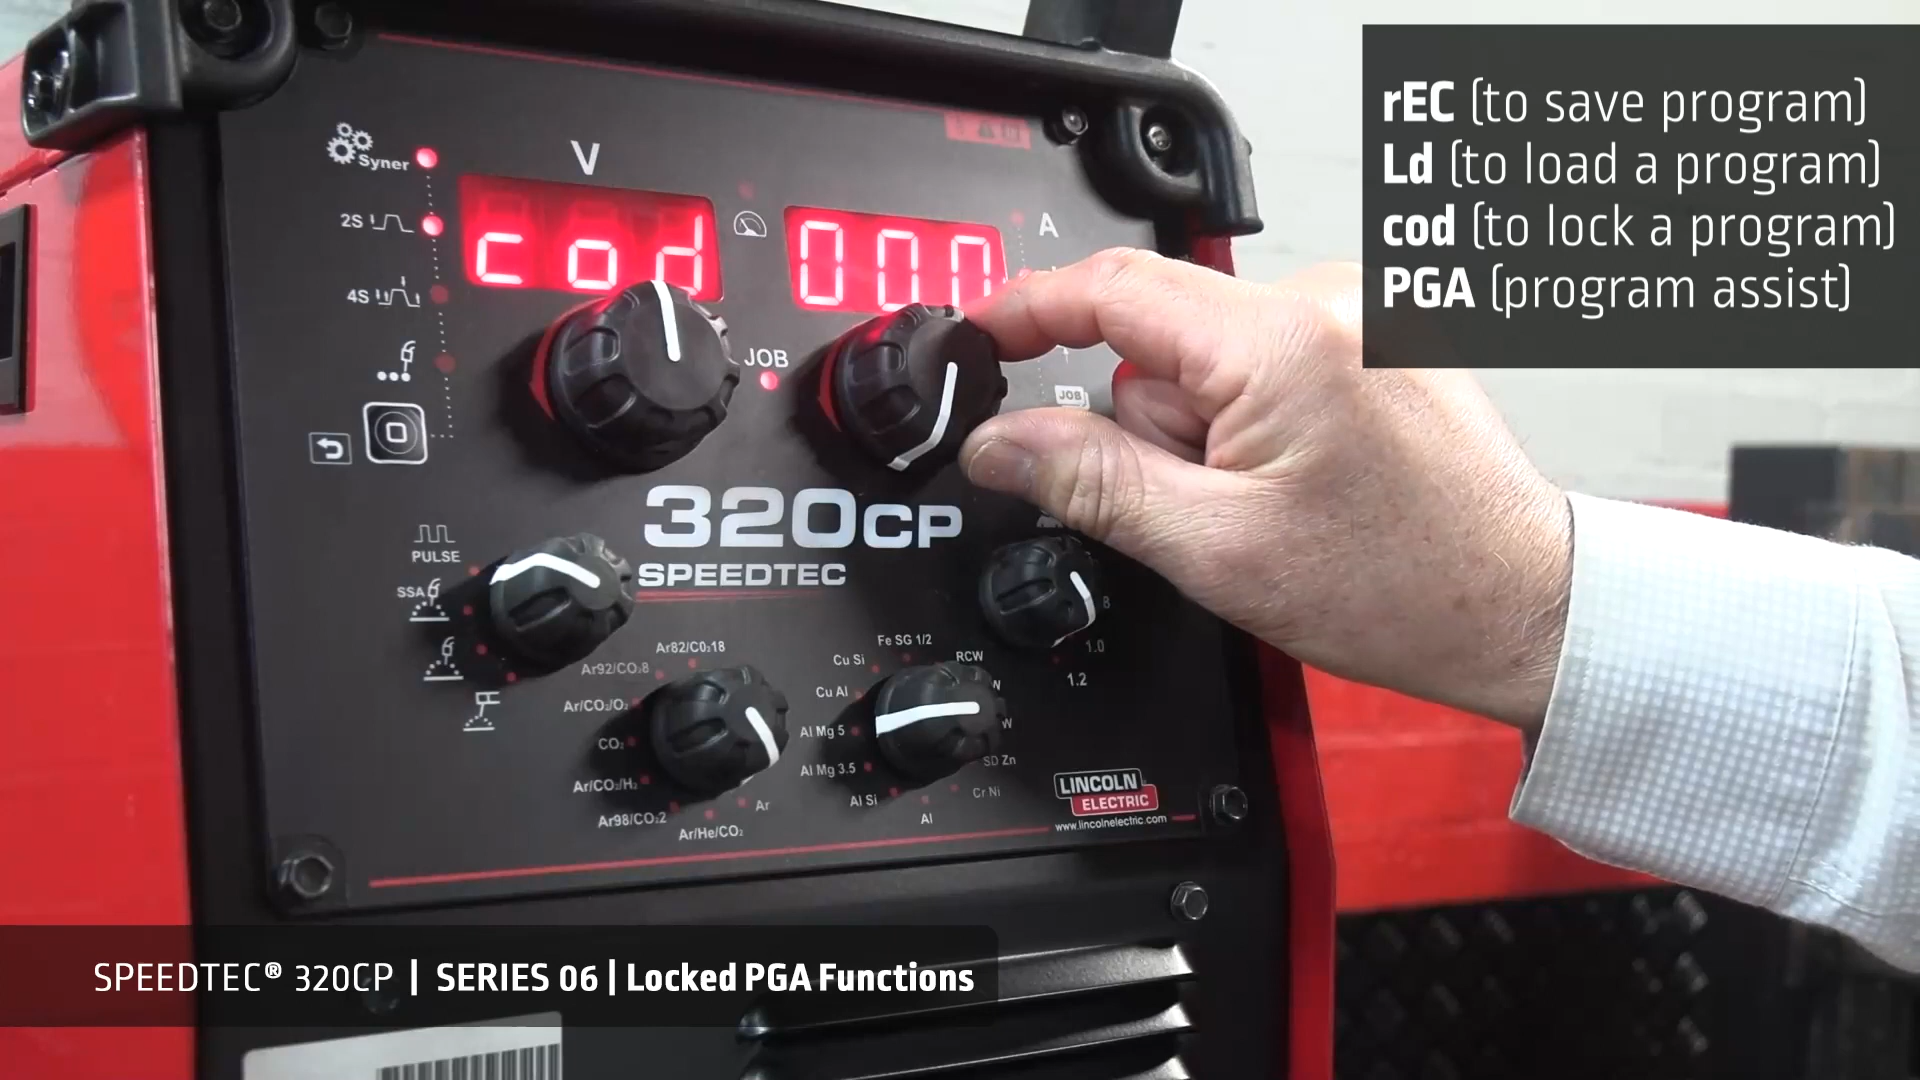 rEC (to save program)
Ld (to load a program)
cod (to lock a program)
PGA (program assist)
Syner
V
2S
cod
000
A
4S
JOB
JOB
320CP
SPEEDTEC
PULSE
SSA
8
1.0
1.2
Ar82/CO₂18
Ar92/CO₂8
Ar/CO₂/O₂
CO₂
Ar/CO₂/H₂
Ar98/CO₂2
Ar/He/CO₂
Ar
Fe SG 1/2
Cu Si
RCW
Cu Al
W
Al Mg 5
W
Al Mg 3.5
SD Zn
Al Si
Cr Ni
Al
LINCOLN
ELECTRIC
www.lincolnelectric.com
SPEEDTEC® 320CP | SERIES 06 | Locked PGA Functions